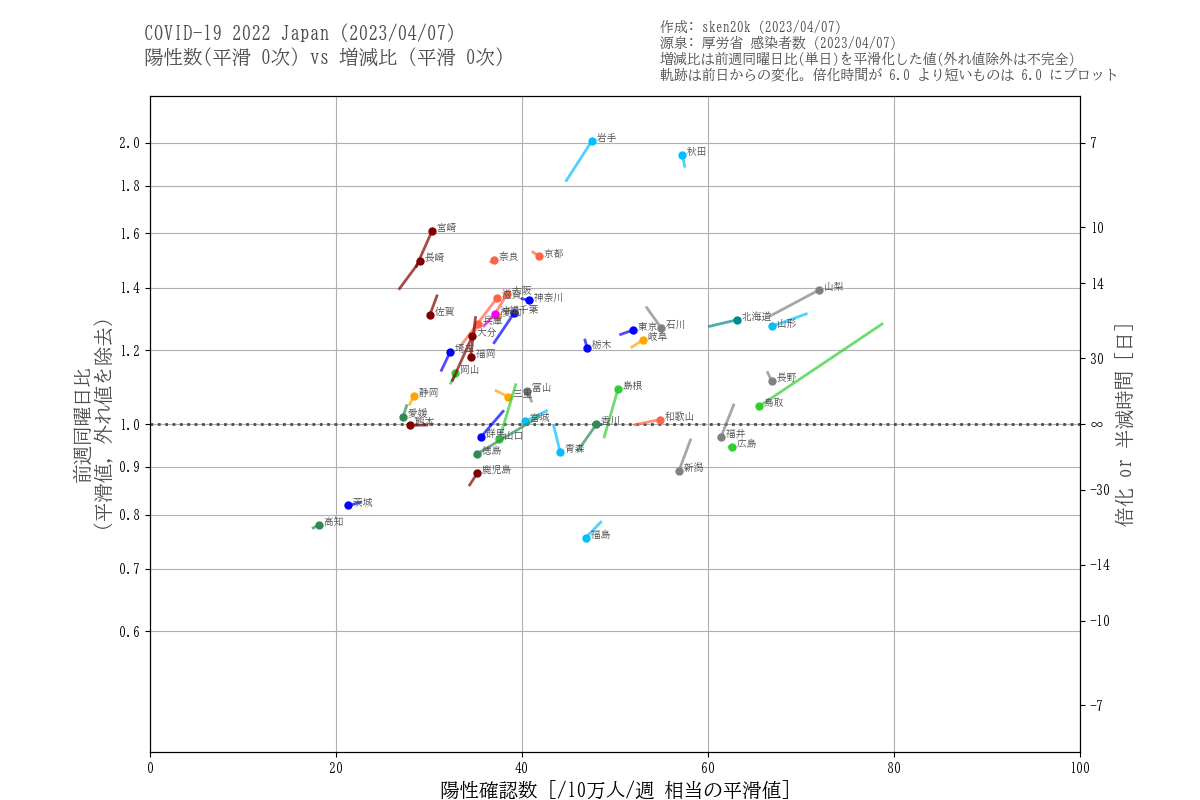 COVID-19 2022 Japan (2023/04/07)
陽性数(平滑 0次) vs 増減比 (平滑 0次)
作成: sken20k (2023/04/07)
源泉: 厚労省 感染者数 (2023/04/07)
増減比は前週同曜日比(単日)を平滑化した値(外れ値除外は不完全)
軌跡は前日からの変化。倍化時間が 6.0 より短いものは 6.0 にプロット
前週同曜日比
(平滑値, 外れ値を除去)
2.0
1.8
1.6
1.4
1.2
1.0
0.9
0.8
0.7
0.6
岩手
秋田
宮崎
長崎
奈良
京都
山梨
滋賀
大阪
神奈川
佐賀
千葉
北海道
兵庫
東京
石川
山形
大分
岐阜
埼玉
福岡
栃木
岡山
長野
静岡
三重
富山
島根
鳥取
愛媛
熊本
宮城
香川
和歌山
群馬
山口
福井
広島
徳島
青森
鹿児島
新潟
茨城
高知
福島
7
10
14
30
∞
-30
-14
-10
-7
倍化 or 半減時間 [日]
0
20
40
60
80
100
陽性確認数 [/10万人/週 相当の平滑値]